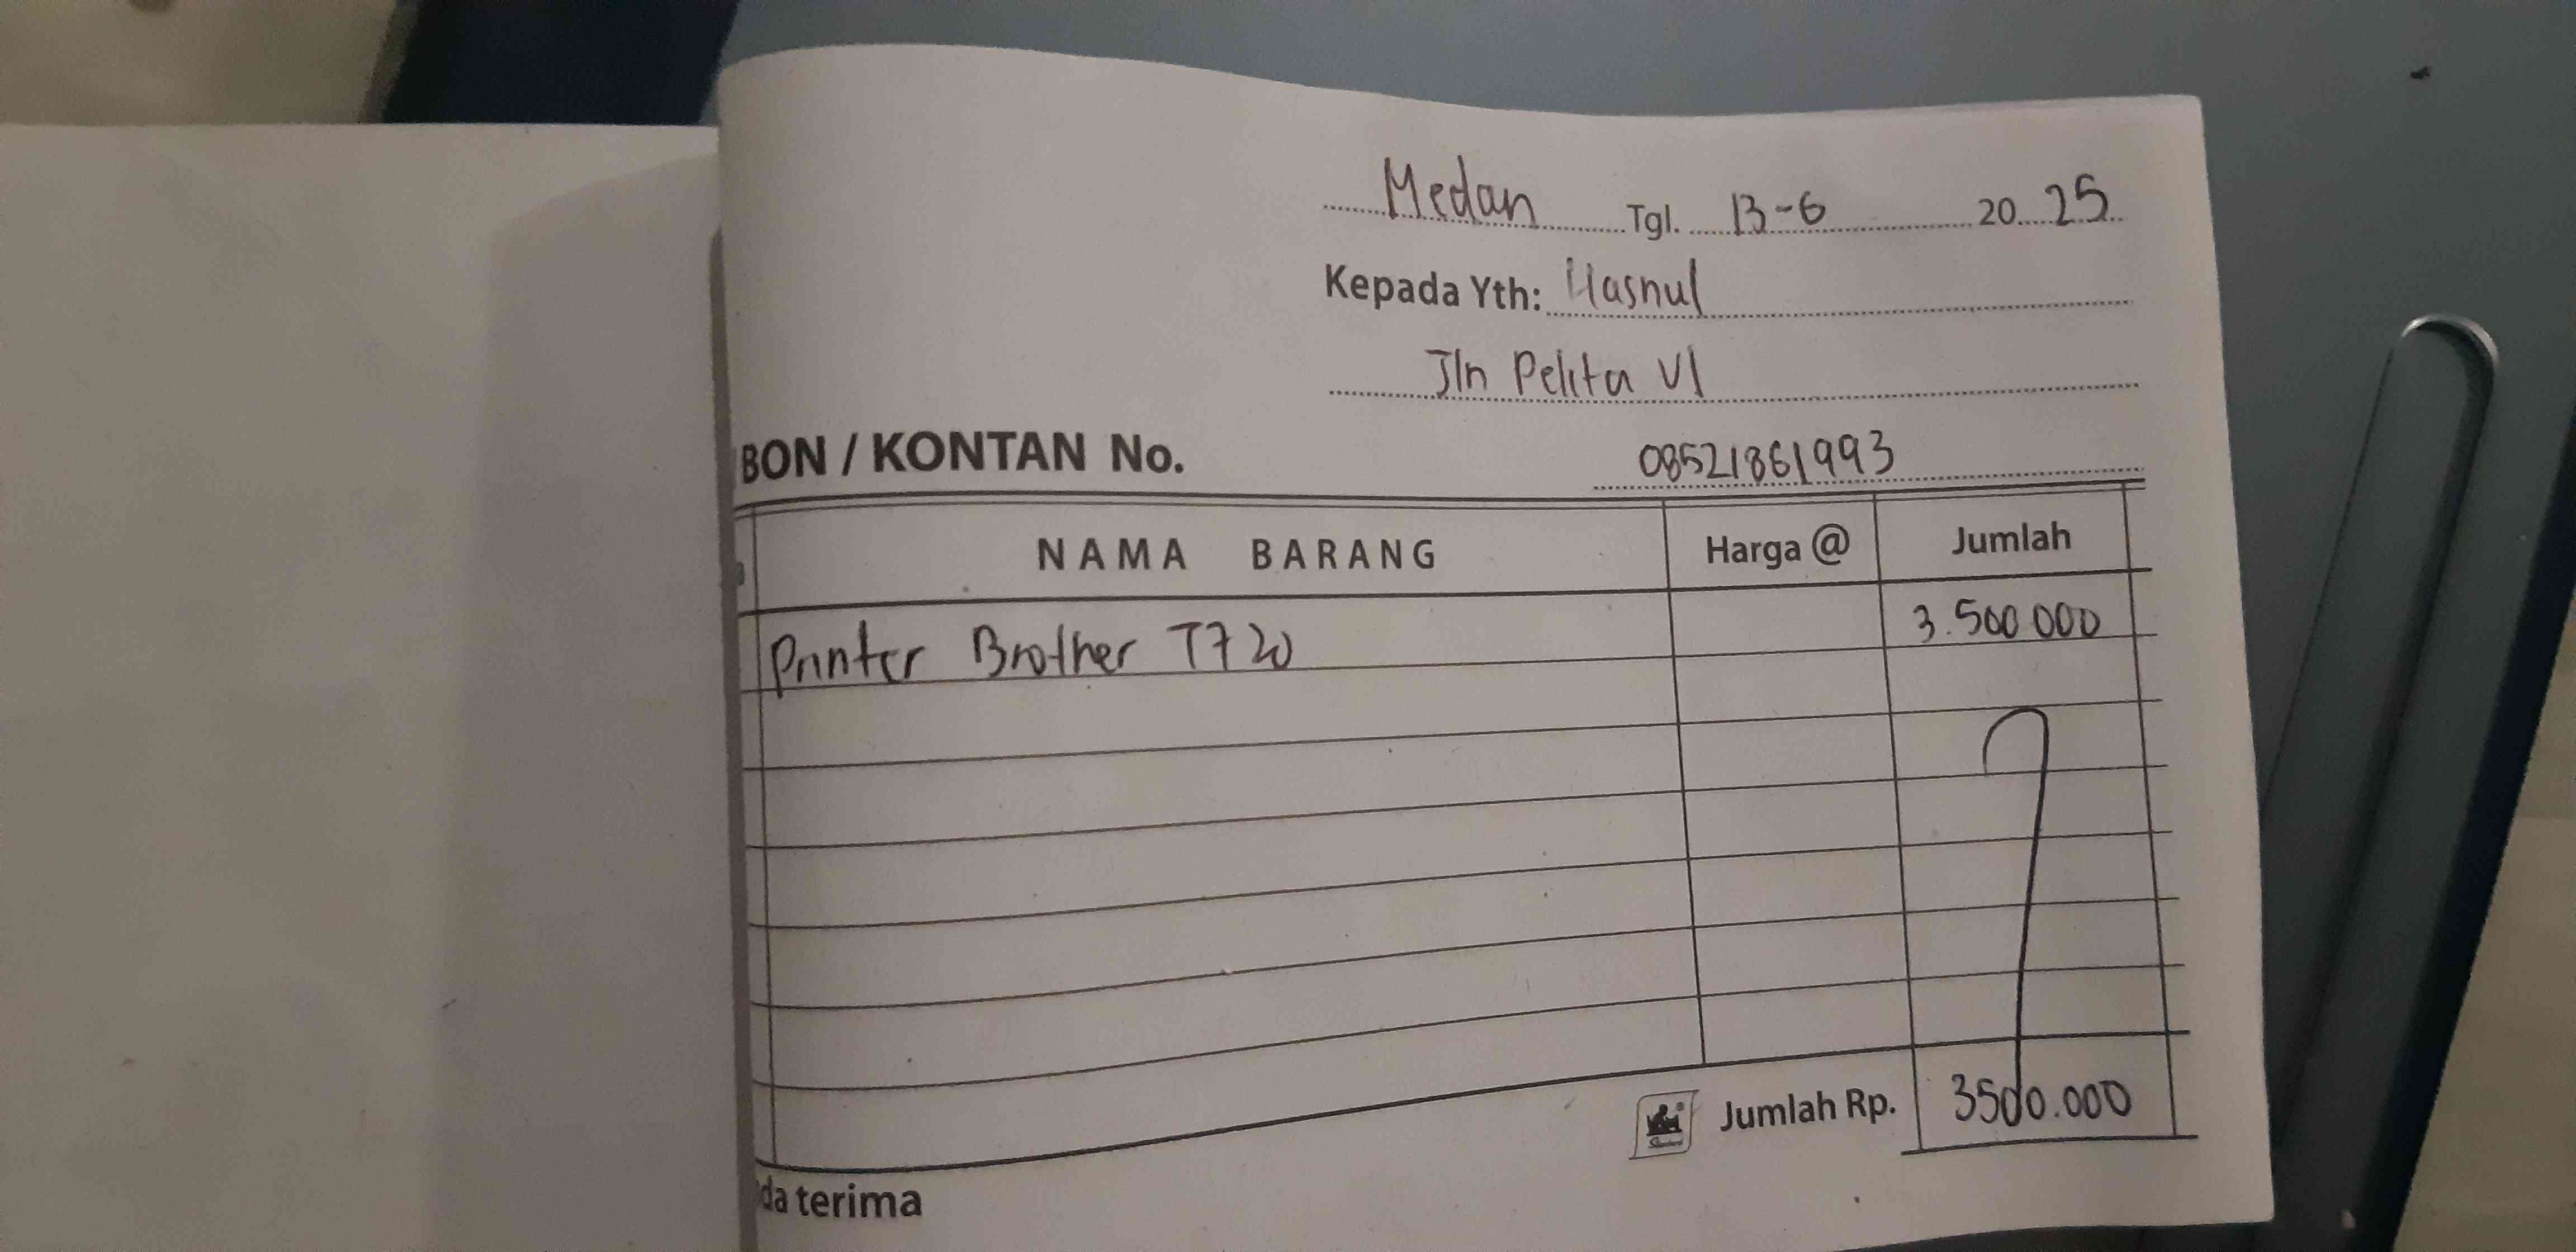 Medan Tgl. 13-6 20 25
Kepada Yth: Hasnul
Jln Pelita VI
BON / KONTAN No. 08521861993
NAMA BARANG Harga @ Jumlah
Printer Brother T720 3.500 000
Jumlah Rp. 3500.000
da terima